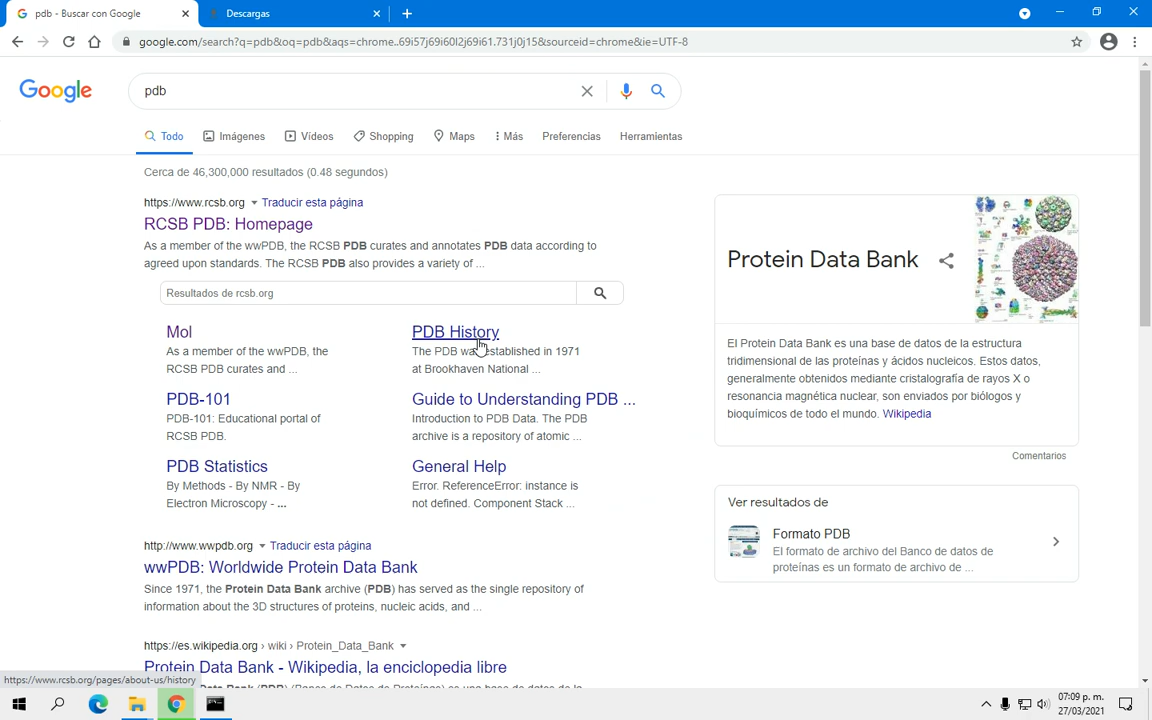 pdb - Buscar con Google
Descargas
google.com/search?q=pdb&oq=pdb&aqs=chrome..69i57j69i60l2j69i61.731j0j15&sourceid=chrome&ie=UTF-8
Google
pdb
Todo Imágenes Vídeos Shopping Maps Más Preferencias Herramientas
Cerca de 46,300,000 resultados (0.48 segundos)
https://www.rcsb.org Traducir esta página
RCSB PDB: Homepage
As a member of the wwPDB, the RCSB PDB curates and annotates PDB data according to
agreed upon standards. The RCSB PDB also provides a variety of ...
Resultados de rcsb.org
Mol
As a member of the wwPDB, the
RCSB PDB curates and ...
PDB History
The PDB was established in 1971
at Brookhaven National ...
PDB-101
PDB-101: Educational portal of
RCSB PDB.
Guide to Understanding PDB ...
Introduction to PDB Data. The PDB
archive is a repository of atomic ...
PDB Statistics
By Methods - By NMR - By
Electron Microscopy - ...
General Help
Error. ReferenceError: instance is
not defined. Component Stack ...
http://www.wwpdb.org Traducir esta página
wwPDB: Worldwide Protein Data Bank
Since 1971, the Protein Data Bank archive (PDB) has served as the single repository of
information about the 3D structures of proteins, nucleic acids, and ...
https://es.wikipedia.org › wiki › Protein_Data_Bank
Protein Data Bank - Wikipedia, la enciclopedia libre
Protein Data Bank
El Protein Data Bank es una base de datos de la estructura
tridimensional de las proteínas y ácidos nucleicos. Estos datos,
generalmente obtenidos mediante cristalografía de rayos X o
resonancia magnética nuclear, son enviados por biólogos y
bioquímicos de todo el mundo. Wikipedia
Comentarios
Ver resultados de
Formato PDB
El formato de archivo del Banco de datos de
proteínas es un formato de archivo de ...
https://www.rcsb.org/pages/about-us/history
07:09 p. m.
27/03/2021